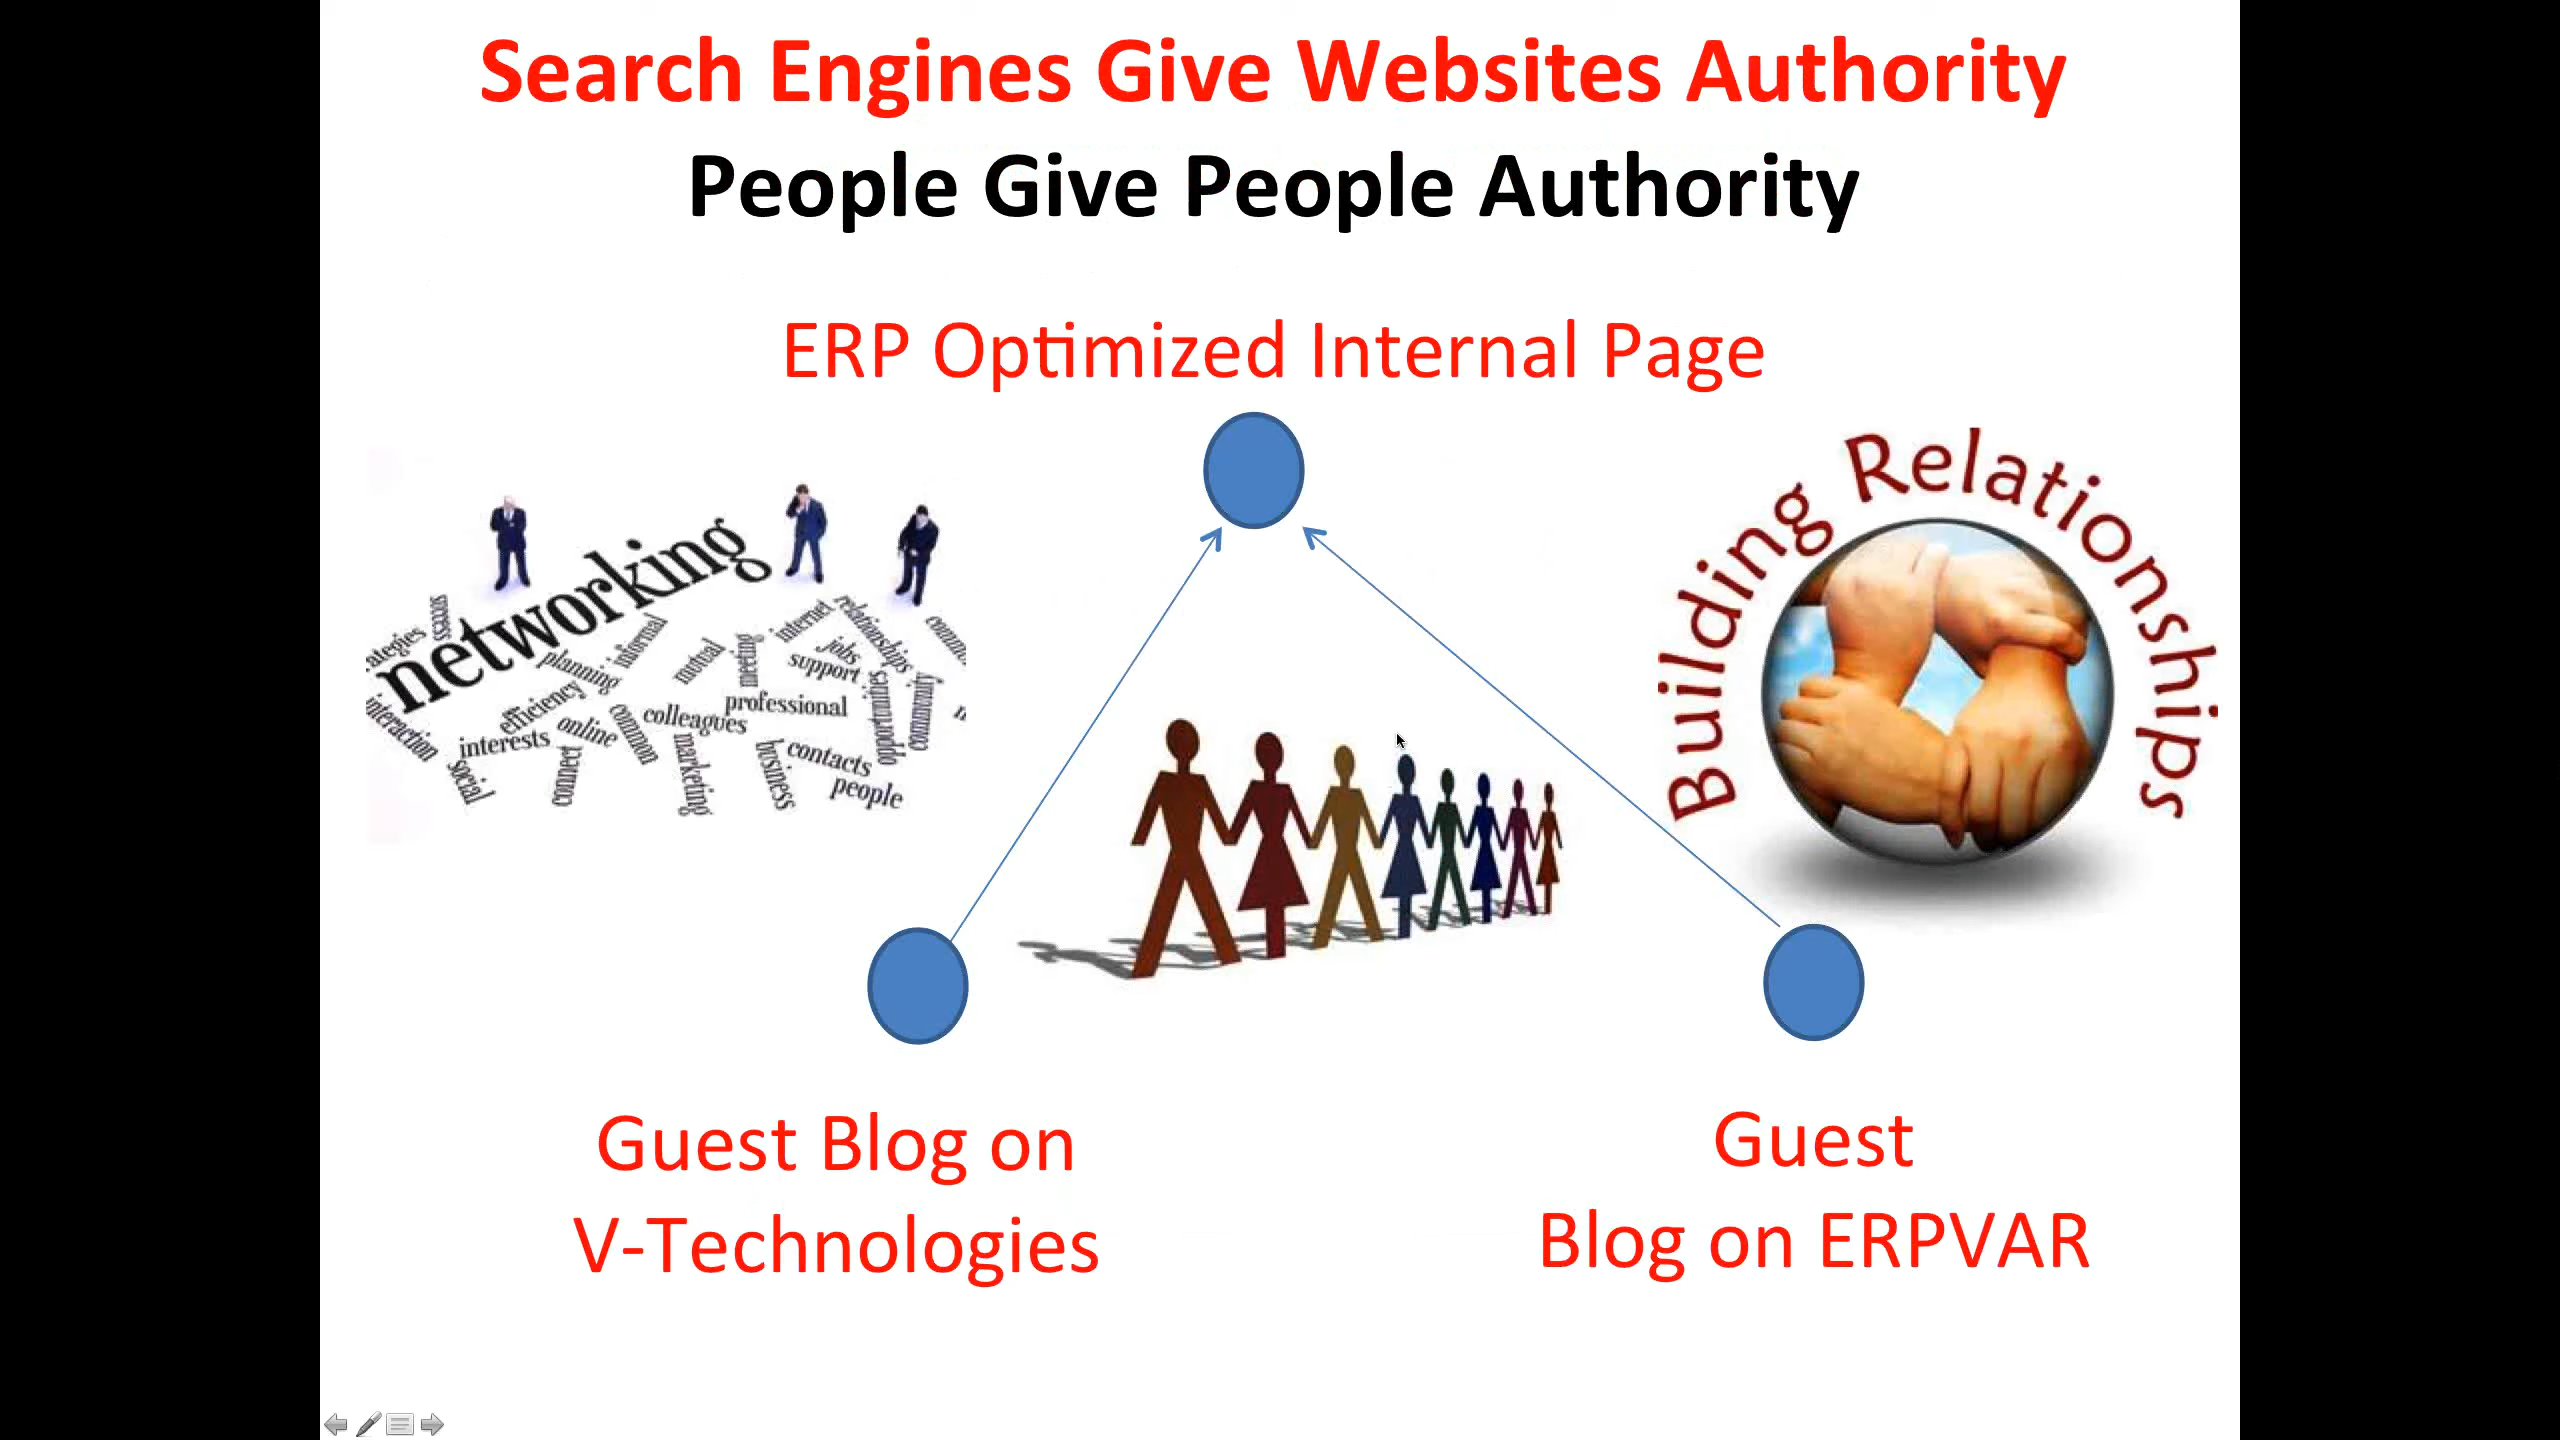 Search Engines Give Websites Authority
People Give People Authority
ERP Optimized Internal Page
networking
success
interaction
planning
informal
efficiency
interests
online
social
connect
common
colleagues
mutual
meeting
marketing
professional
business
contacts
people
internet
relationships
jobs
support
opportunities
community
Building Relationships
Guest Blog on
V-Technologies
Guest
Blog on ERPVAR